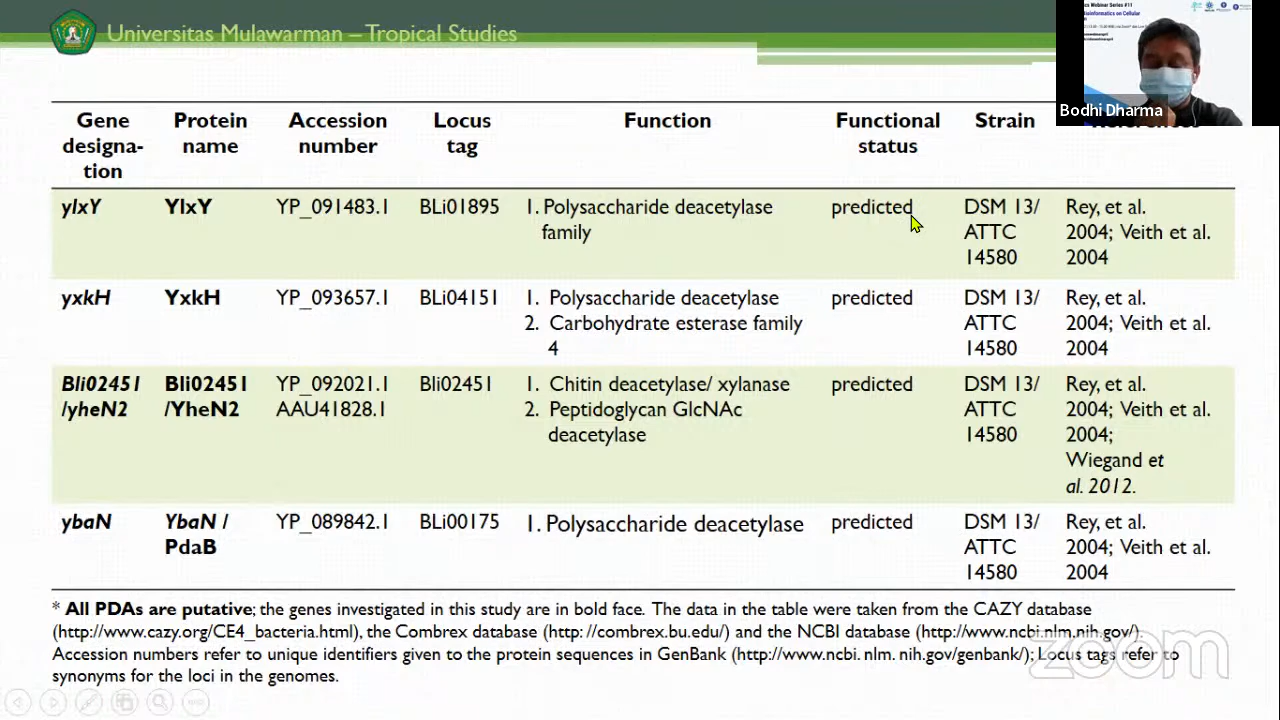 Universitas Mulawarman – Tropical Studies
Bodhi Dharma
Gene designa-tion Protein name Accession number Locus tag Function Functional status Strain
ylxY YlxY YP_091483.1 BLi01895 1. Polysaccharide deacetylase family predicted DSM 13/ ATTC 14580 Rey, et al. 2004; Veith et al. 2004
yxkH YxkH YP_093657.1 BLi04151 1. Polysaccharide deacetylase 2. Carbohydrate esterase family 4 predicted DSM 13/ ATTC 14580 Rey, et al. 2004; Veith et al. 2004
Bli02451 /yheN2 Bli02451 /YheN2 YP_092021.1 AAU41828.1 Bli02451 1. Chitin deacetylase/ xylanase 2. Peptidoglycan GlcNAc deacetylase predicted DSM 13/ ATTC 14580 Rey, et al. 2004; Veith et al. 2004; Wiegand et al. 2012.
ybaN YbaN / PdaB YP_089842.1 BLi00175 1. Polysaccharide deacetylase predicted DSM 13/ ATTC 14580 Rey, et al. 2004; Veith et al. 2004
* All PDAs are putative; the genes investigated in this study are in bold face. The data in the table were taken from the CAZY database
(http://www.cazy.org/CE4_bacteria.html), the Combrex database (http: //combrex.bu.edu/) and the NCBI database (http://www.ncbi.nlm.nih.gov/).
Accession numbers refer to unique identifiers given to the protein sequences in GenBank (http://www.ncbi. nlm. nih.gov/genbank/); Locus tags refer to
synonyms for the loci in the genomes.
zoom